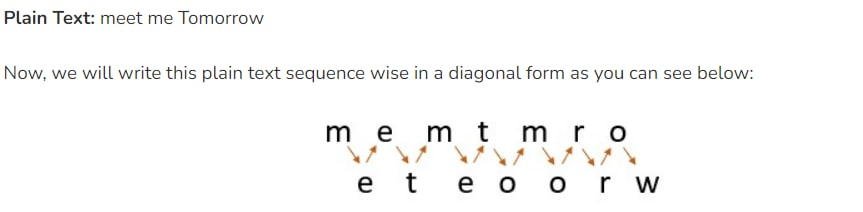 Plain Text: meet me Tomorrow
Now, we will write this plain text sequence wise in a diagonal form as you can see below:
m e m t m r o
e t e o o r w